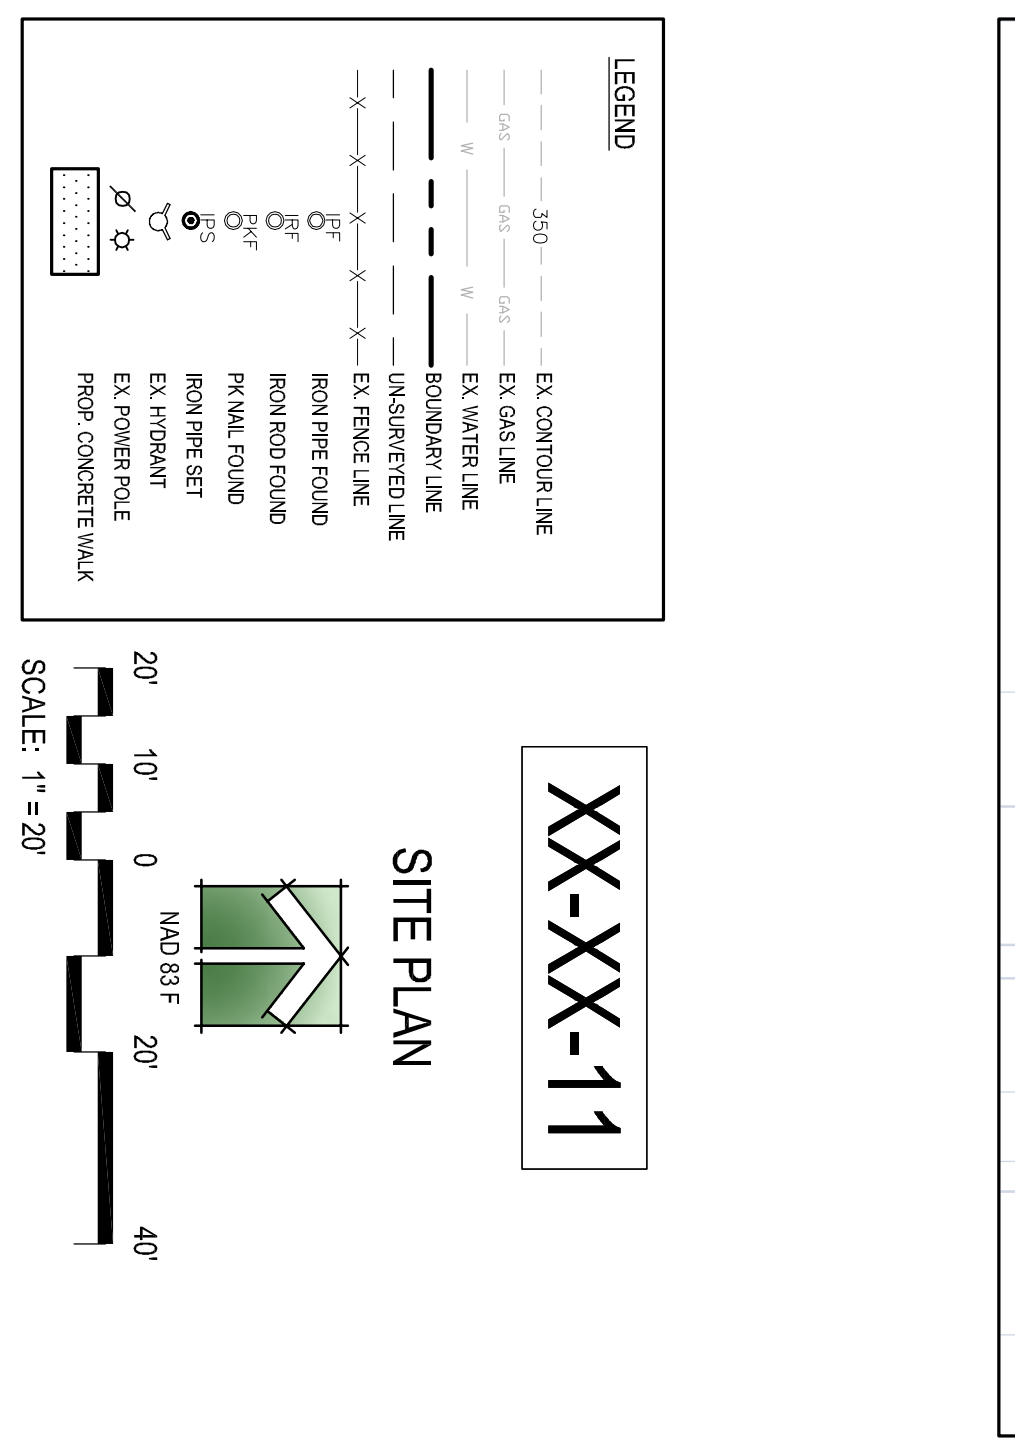 LEGEND
350 EX. CONTOUR LINE
GAS GAS GAS EX. GAS LINE
W W EX. WATER LINE
BOUNDARY LINE
UN-SURVEYED LINE
X X X X X EX. FENCE LINE
IPF IRON PIPE FOUND
IRF IRON ROD FOUND
PKF PK NAIL FOUND
IPS IRON PIPE SET
EX. HYDRANT
EX. POWER POLE
PROP. CONCRETE WALK
XX-XX-11
SITE PLAN
NAD 83 F
20' 10' 0 20' 40'
SCALE: 1" = 20'